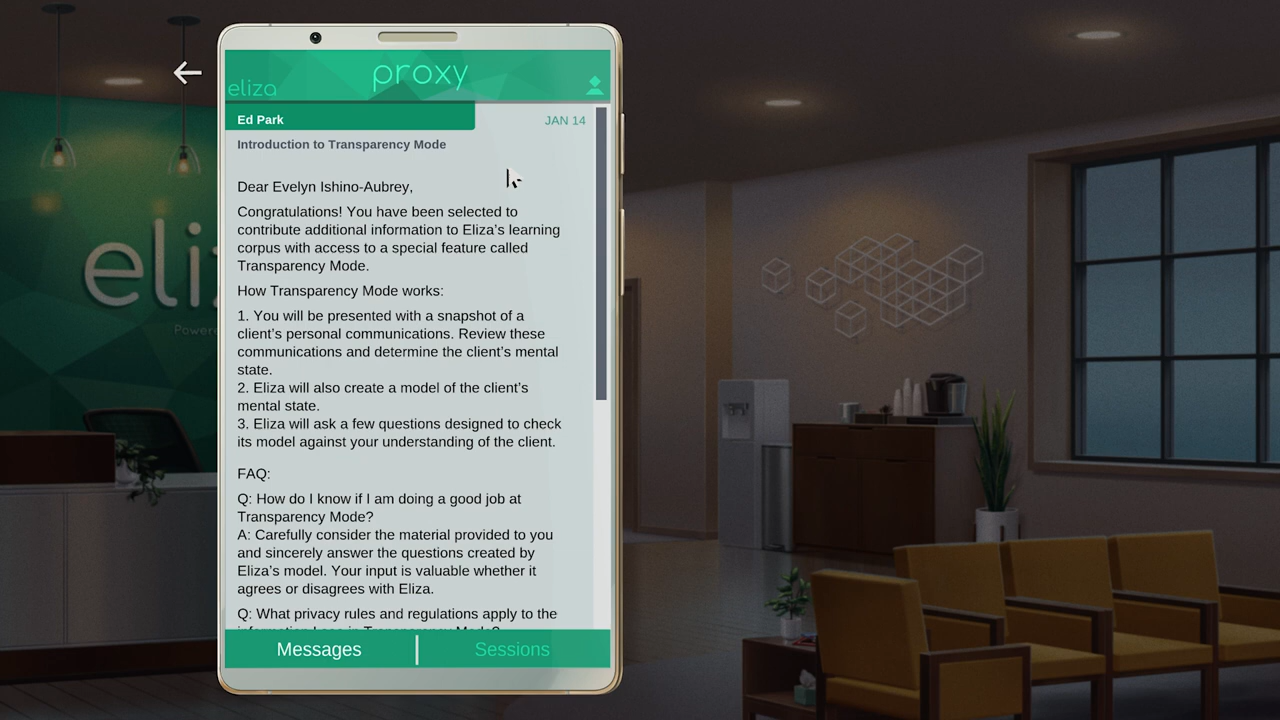 proxy
eliza
Ed Park
JAN 14
Introduction to Transparency Mode
Dear Evelyn Ishino-Aubrey,
Congratulations! You have been selected to
contribute additional information to Eliza's learning
corpus with access to a special feature called
Transparency Mode.
How Transparency Mode works:
1. You will be presented with a snapshot of a
client's personal communications. Review these
communications and determine the client's mental
state.
2. Eliza will also create a model of the client's
mental state.
3. Eliza will ask a few questions designed to check
its model against your understanding of the client.
FAQ:
Q: How do I know if I am doing a good job at
Transparency Mode?
A: Carefully consider the material provided to you
and sincerely answer the questions created by
Eliza's model. Your input is valuable whether it
agrees or disagrees with Eliza.
Q: What privacy rules and regulations apply to the
Messages
Sessions
eli
Powere